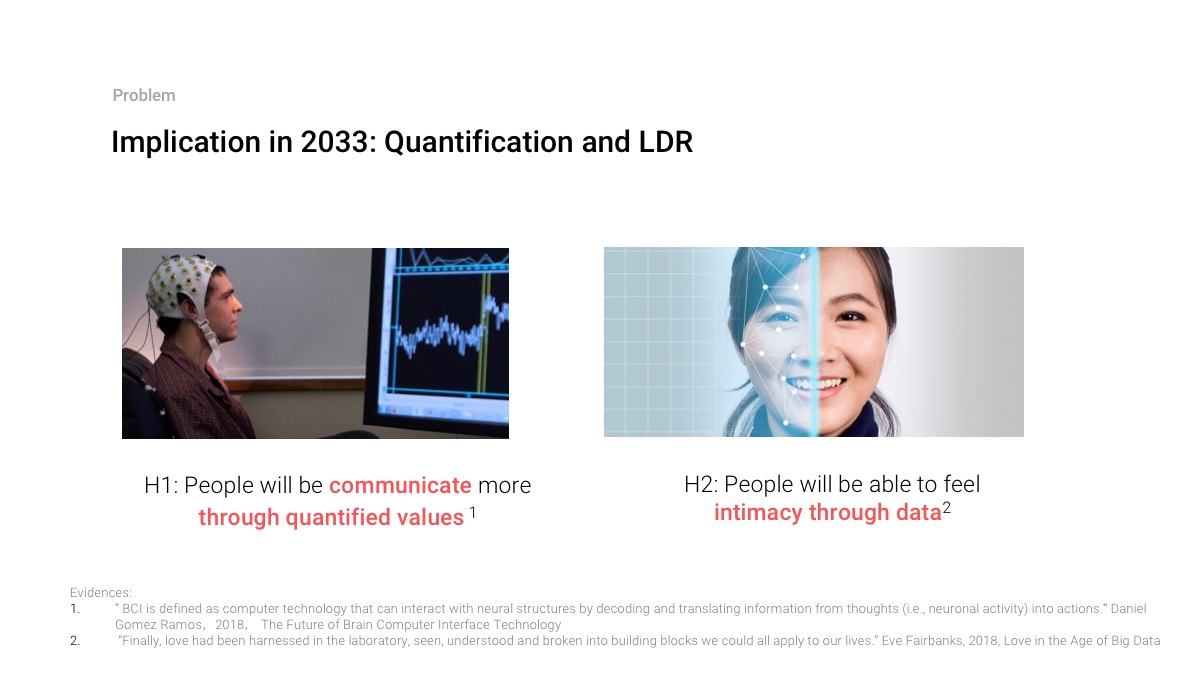 Problem
Implication in 2033: Quantification and LDR
H1: People will be communicate more
through quantified values 1
H2: People will be able to feel
intimacy through data2
Evidences:
1. “ BCI is defined as computer technology that can interact with neural structures by decoding and translating information from thoughts (i.e., neuronal activity) into actions.” Daniel
Gomez Ramos， 2018， The Future of Brain Computer Interface Technology
2. “Finally, love had been harnessed in the laboratory, seen, understood and broken into building blocks we could all apply to our lives.” Eve Fairbanks, 2018, Love in the Age of Big Data